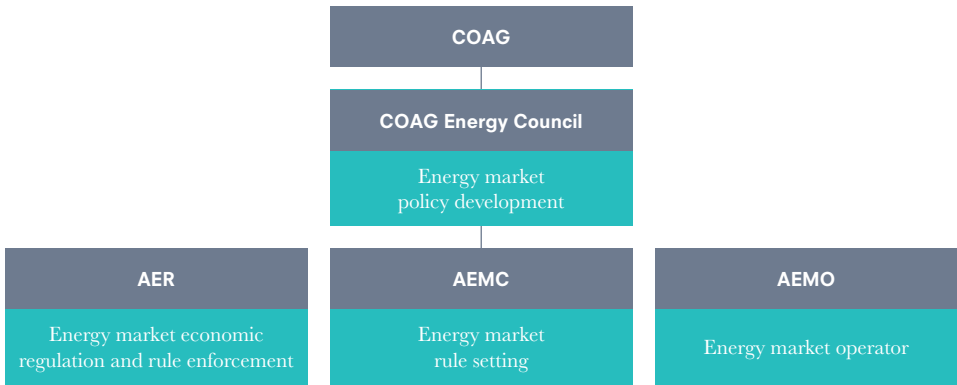 COAG
COAG Energy Council
Energy market
policy development
AER
Energy market economic
regulation and rule enforcement
AEMC
Energy market
rule setting
AEMO
Energy market operator